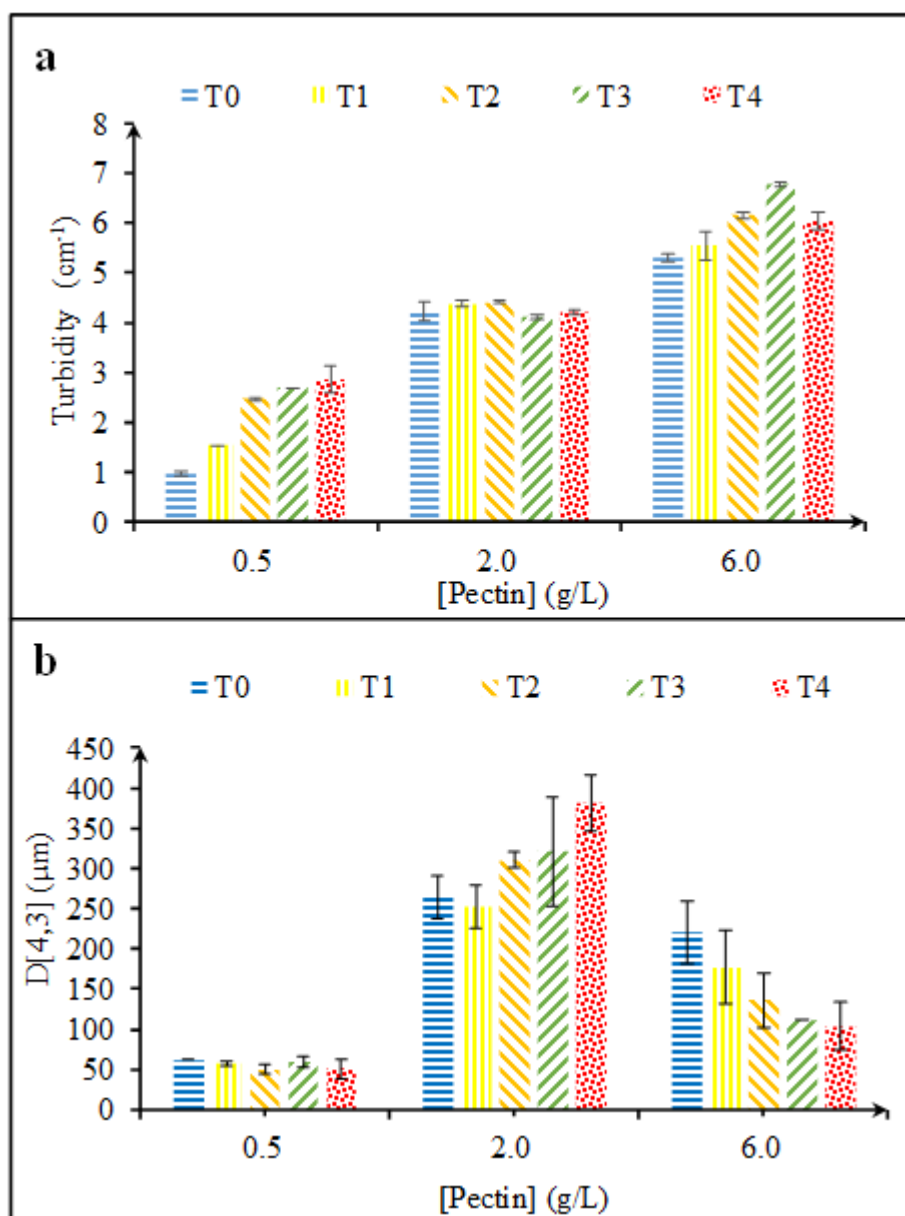 a
T0 T1 T2 T3 T4
8
7
6
5
4
3
2
1
0
Turbidity (cm⁻¹)
0.5 2.0 6.0
[Pectin] (g/L)
b
T0 T1 T2 T3 T4
450
400
350
300
250
200
150
100
50
0
D[4,3] (µm)
0.5 2.0 6.0
[Pectin] (g/L)